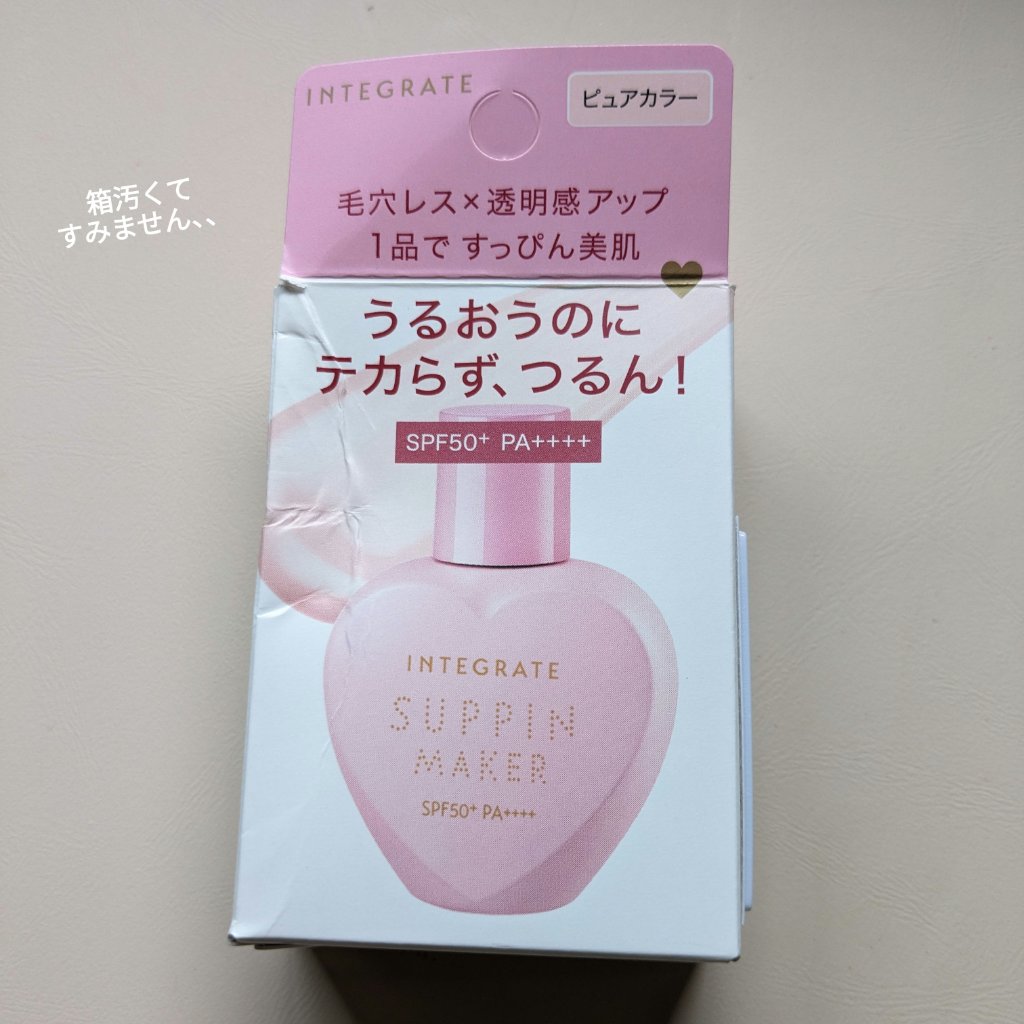 INTEGRATE
ピュアカラー
毛穴レス×透明感アップ
1品で すっぴん美肌
箱汚くて
すみません、、
うるおうのに
テカらず、つるん!
SPF50+ PA++++
INTEGRATE
SUPPIN
MAKER
SPF50+ PA++++